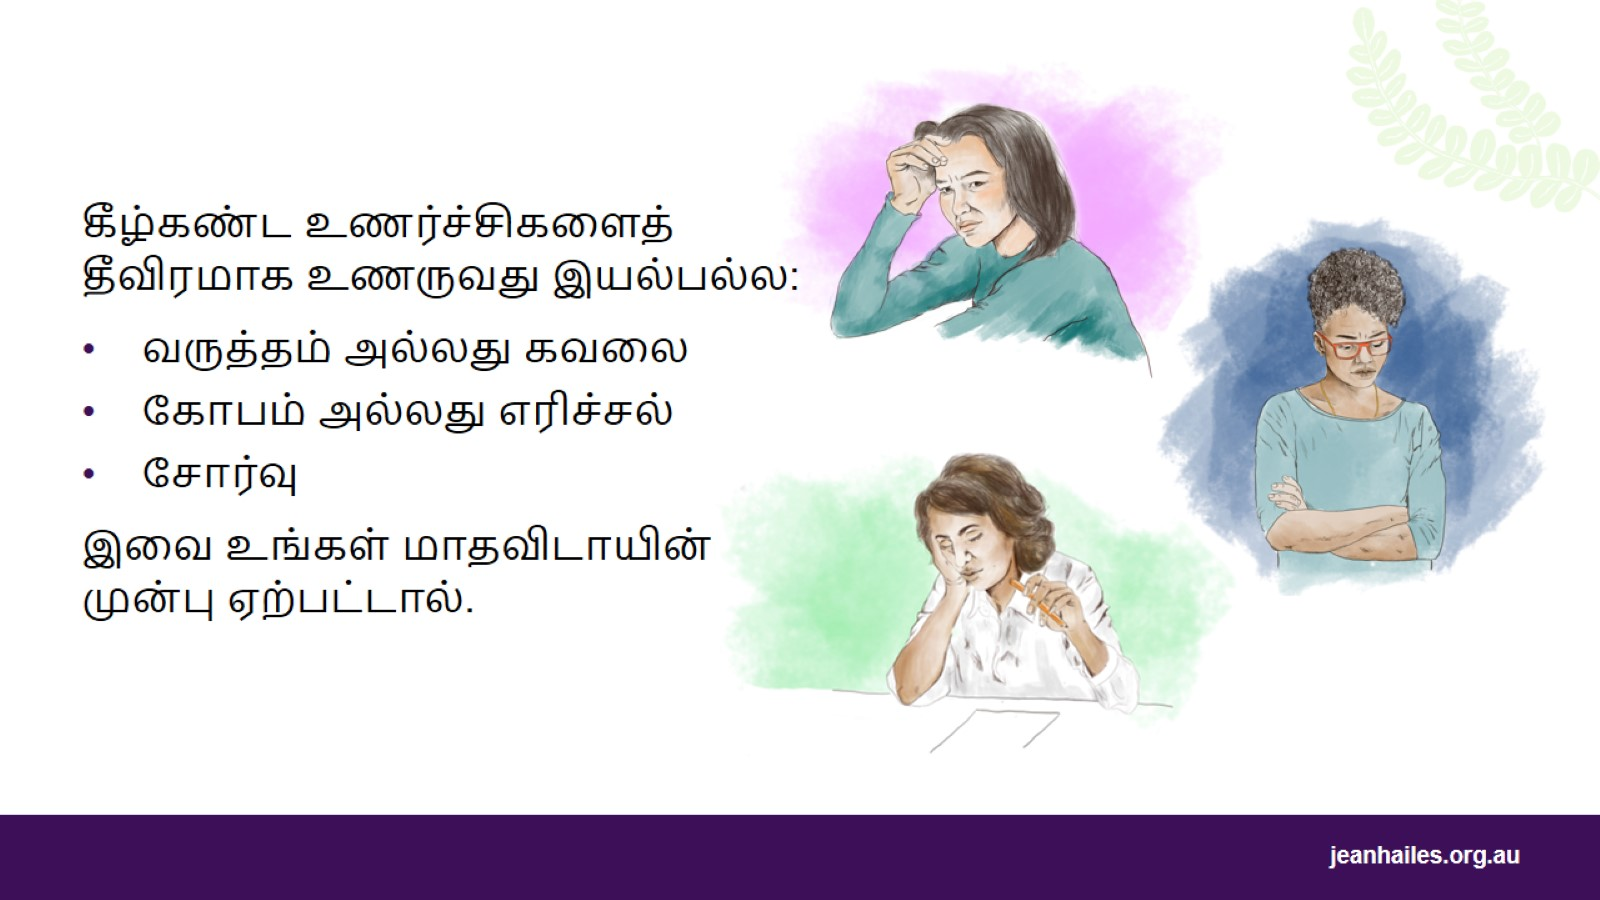 கீழ்கண்ட உணர்ச்சிகளைத்
தீவிரமாக உணருவது இயல்பல்ல:
• வருத்தம் அல்லது கவலை
• கோபம் அல்லது எரிச்சல்
• சோர்வு
இவை உங்கள் மாதவிடாயின்
முன்பு ஏற்பட்டால்.
jeanhailes.org.au